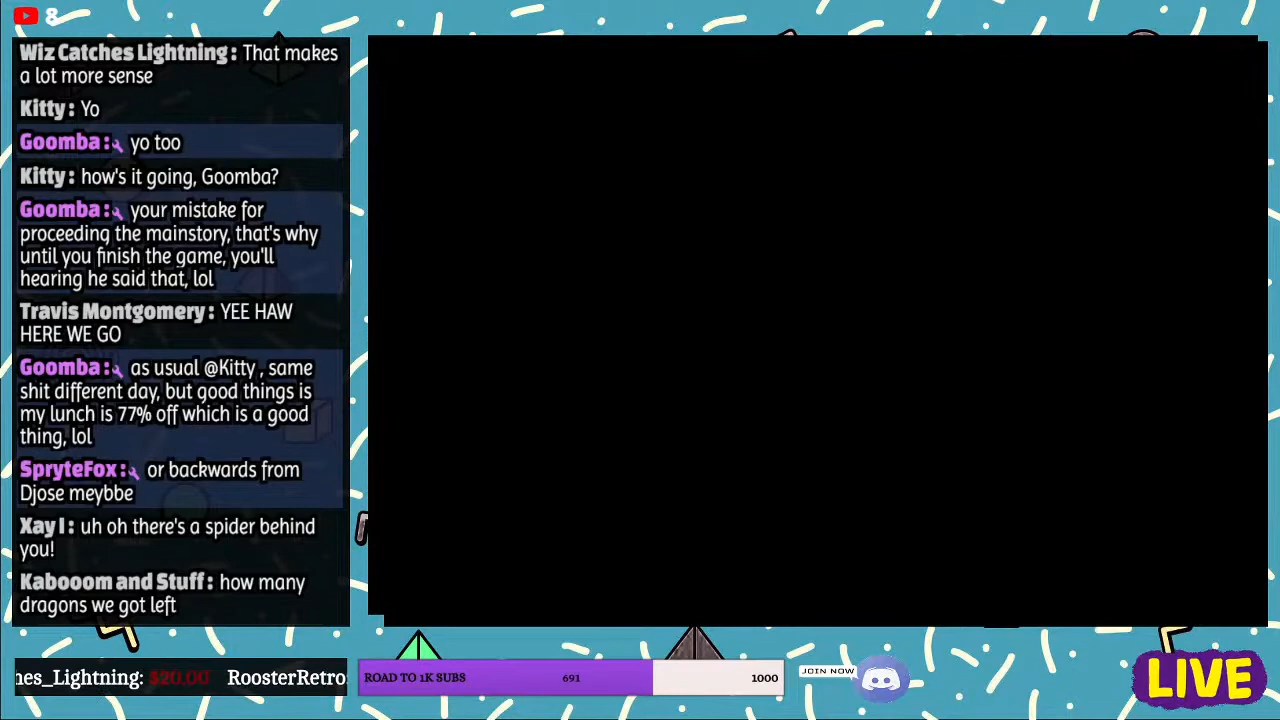 8
Wiz Catches Lightning : That makes
a lot more sense
Kitty : Yo
Goomba : yo too
Kitty : how's it going, Goomba?
Goomba : your mistake for
proceeding the mainstory, that's why
until you finish the game, you'll
hearing he said that, lol
Travis Montgomery : YEE HAW
HERE WE GO
Goomba : as usual @Kitty , same
shit different day, but good things is
my lunch is 77% off which is a good
thing, lol
SpryteFox : or backwards from
Djose meybbe
Xay I : uh oh there's a spider behind
you!
Kabooom and Stuff : how many
dragons we got left
hes_Lightning: $20.00 RoosterRetro
ROAD TO 1K SUBS 691 1000
JOIN NOW
LIVE